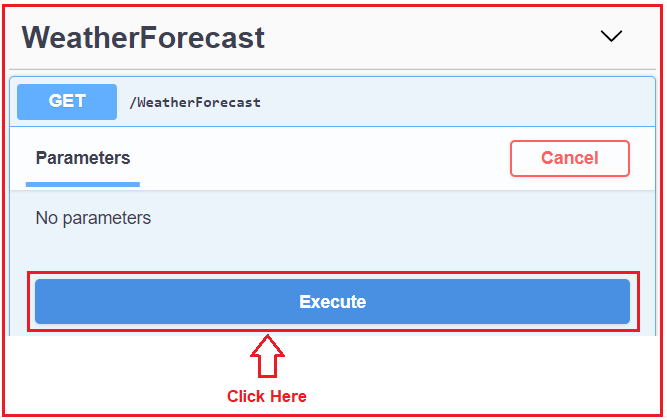 WeatherForecast
GET /WeatherForecast
Parameters Cancel
No parameters
Execute
Click Here